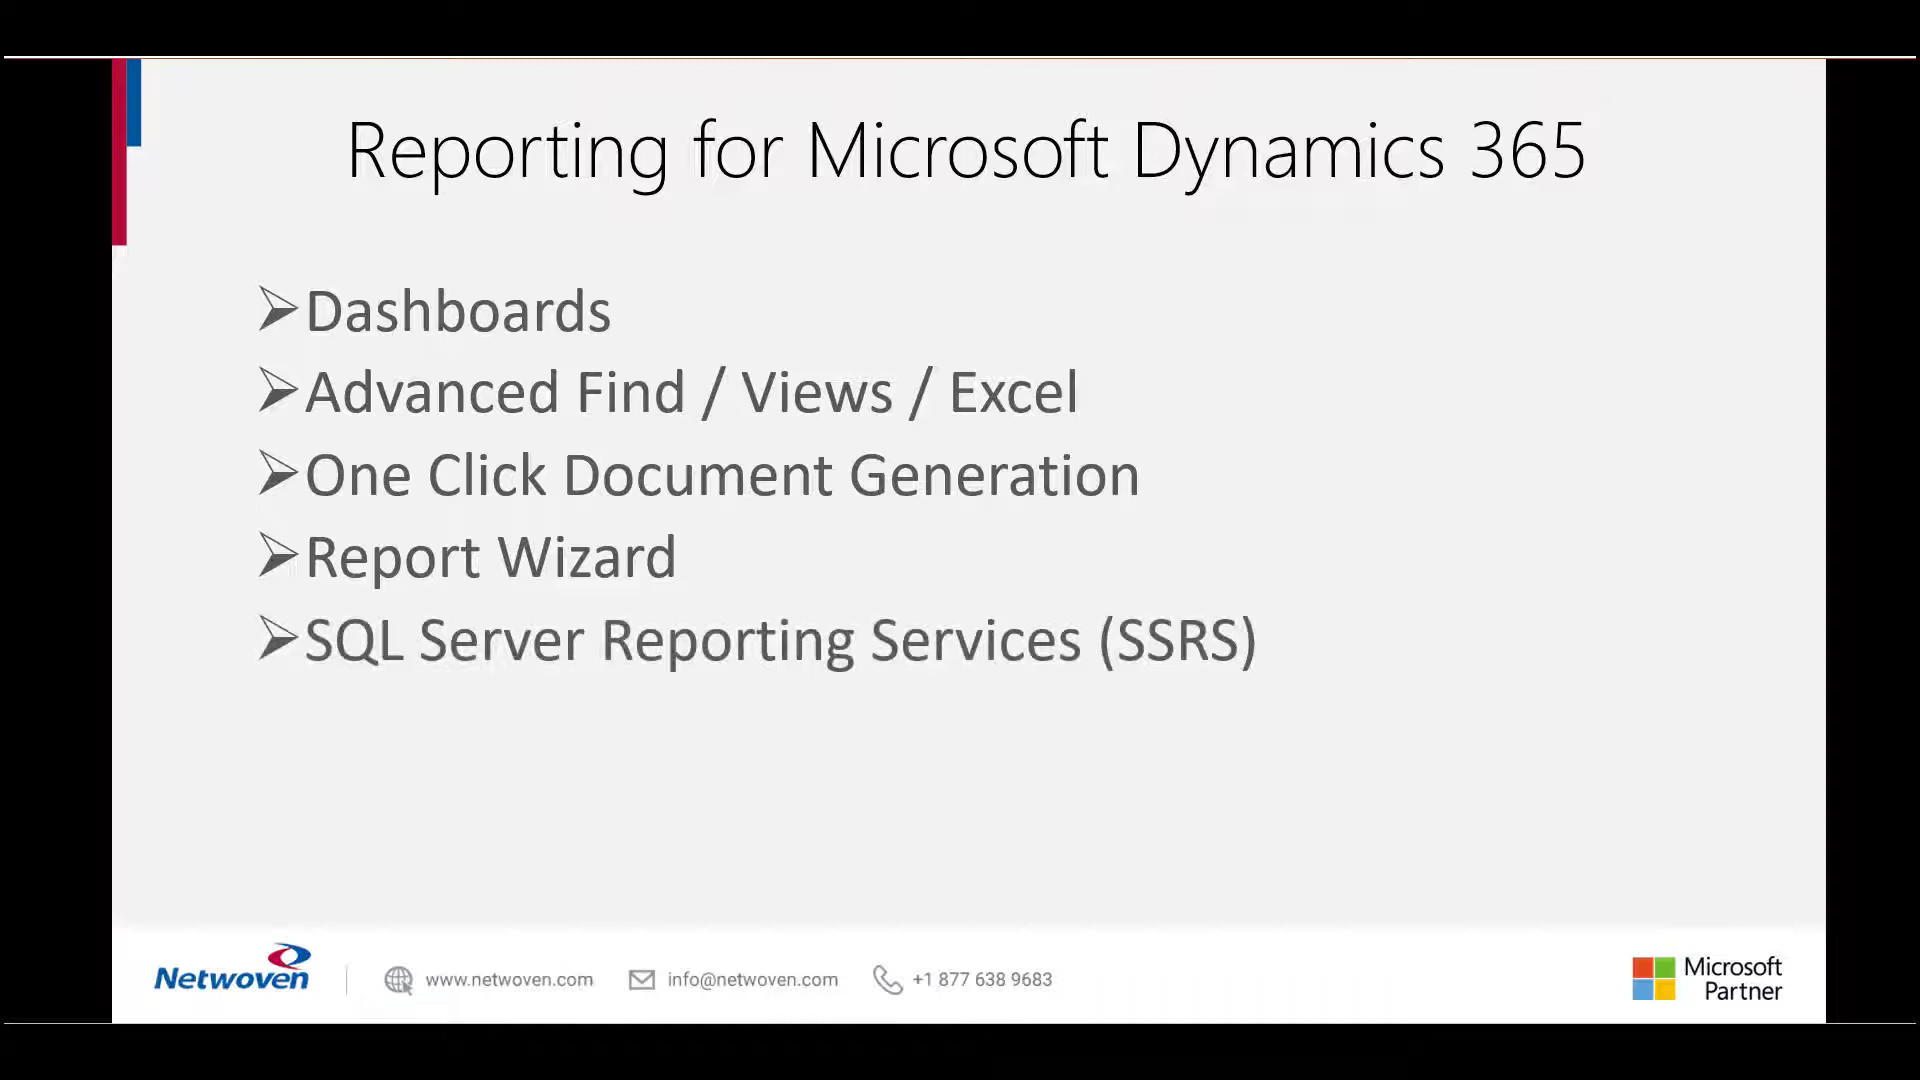 Reporting for Microsoft Dynamics 365
➢Dashboards
➢Advanced Find / Views / Excel
➢One Click Document Generation
➢Report Wizard
➢SQL Server Reporting Services (SSRS)
Netwoven www.netwoven.com info@netwoven.com +1 877 638 9683
Microsoft
Partner